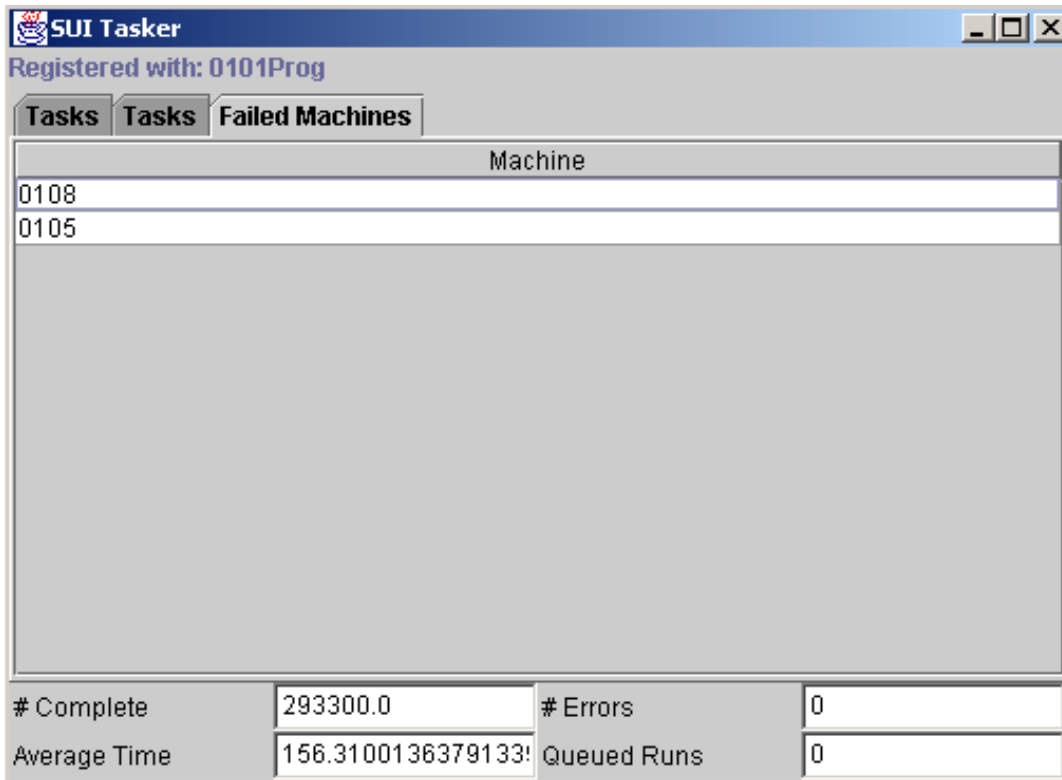 SUI Tasker
Registered with: 0101Prog
Tasks Tasks Failed Machines
Machine
0108
0105
# Complete 293300.0 # Errors 0
Average Time 156.310013637913 Queued Runs 0